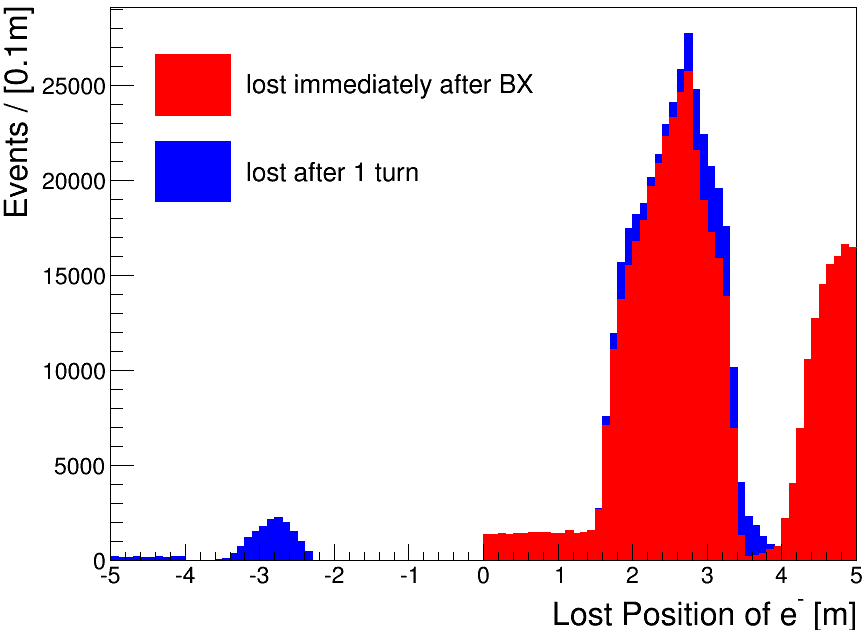 Events / [0.1m]
lost immediately after BX
lost after 1 turn
25000
20000
15000
10000
5000
0
-5 -4 -3 -2 -1 0 1 2 3 4 5
Lost Position of e⁻ [m]